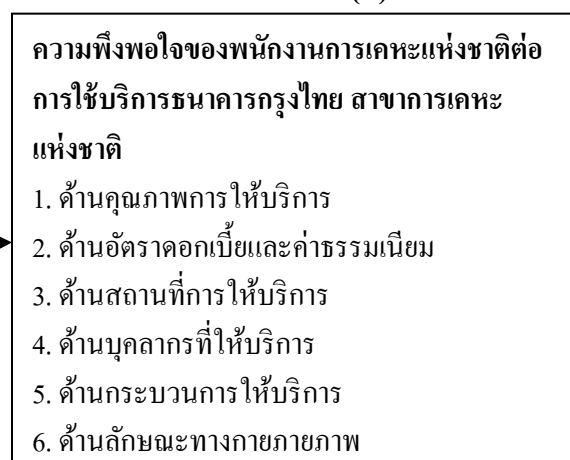 ความพึงพอใจของพนักงานการเคหะแห่งชาติต่อ
การใช้บริการธนาคารกรุงไทย สาขาการเคหะ
แห่งชาติ
1. ด้านคุณภาพการให้บริการ
2. ด้านอัตราดอกเบี้ยและค่าธรรมเนียม
3. ด้านสถานที่การให้บริการ
4. ด้านบุคลากรที่ให้บริการ
5. ด้านกระบวนการให้บริการ
6. ด้านลักษณะทางกายภายภาพ